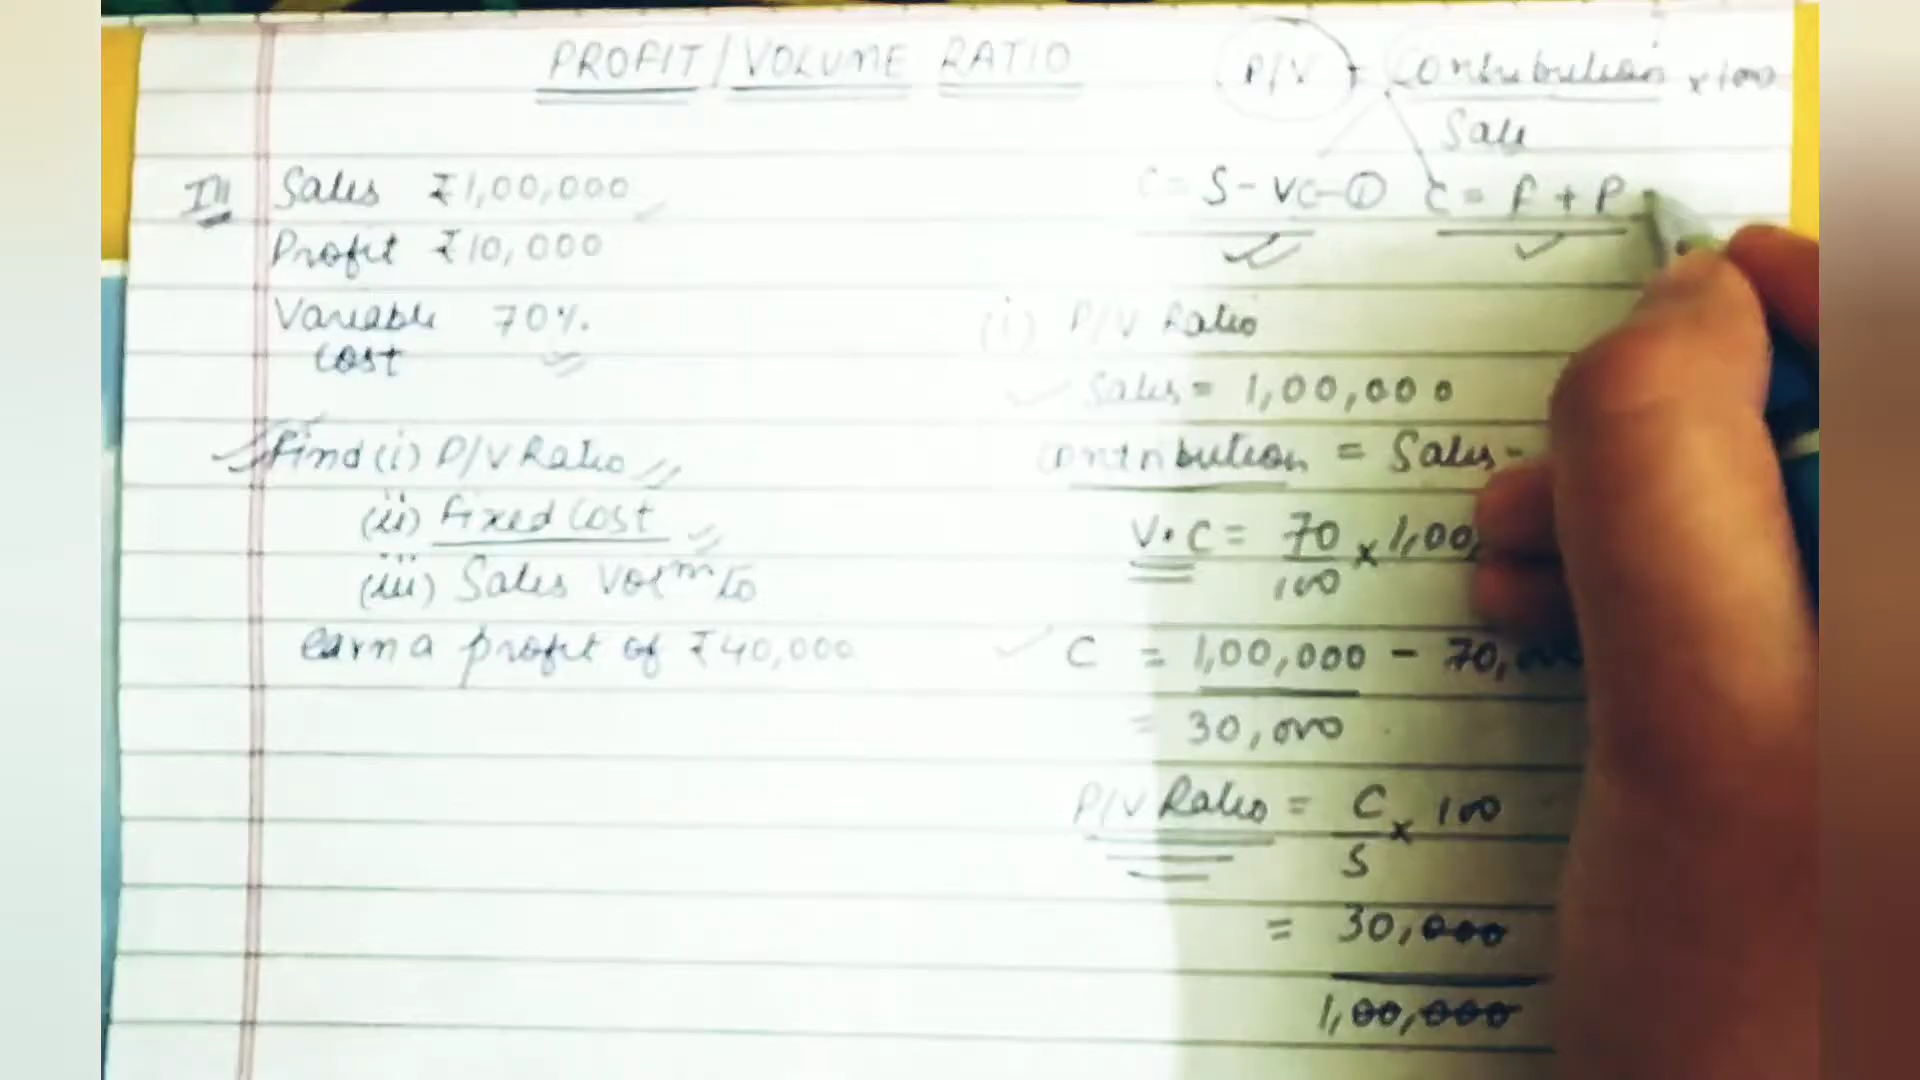 PROFIT/VOLUME RATIO
P/V = Contribution x 100
Sale
C = S - VC - ① C = F + P
Ill Sales ₹1,00,000
Profit ₹10,000
Variable 70%.
Cost
Find (i) P/V Ratio
(ii) Fixed Cost
(iii) Sales Volᵐ to
earn a profit of ₹40,000
(i) P/V Ratio
Sales = 1,00,000
Contribution = Sales -
V.C = 70 x 1,00,
100
C = 1,00,000 - 70,000
= 30,000
P/V Ratio = C x 100
S
= 30,000
1,00,000